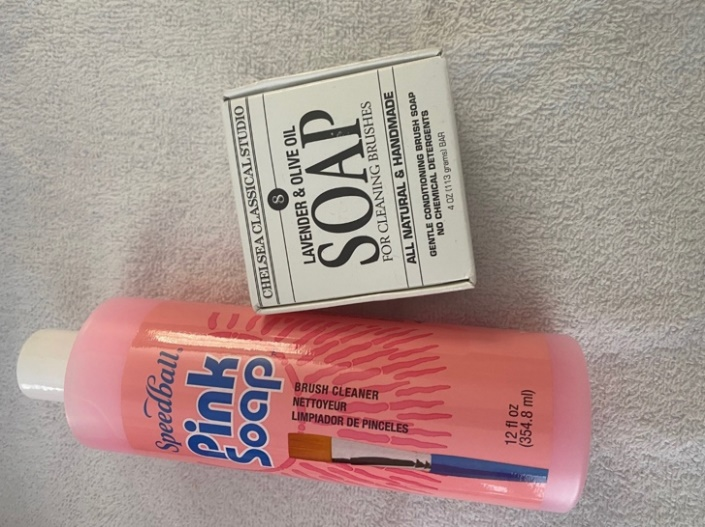 CHELSEA CLASSICAL STUDIO
8
LAVENDER & OLIVE OIL
SOAP
FOR CLEANING BRUSHES
ALL NATURAL & HANDMADE
GENTLE CONDITIONING BRUSH SOAP
NO CHEMICAL DETERGENTS
4 OZ (113 grams) BAR
Speedball
Pink
Soap
BRUSH CLEANER
NETTOYEUR
LIMPIADOR DE PINCELES
12 fl oz
(354.8 ml)